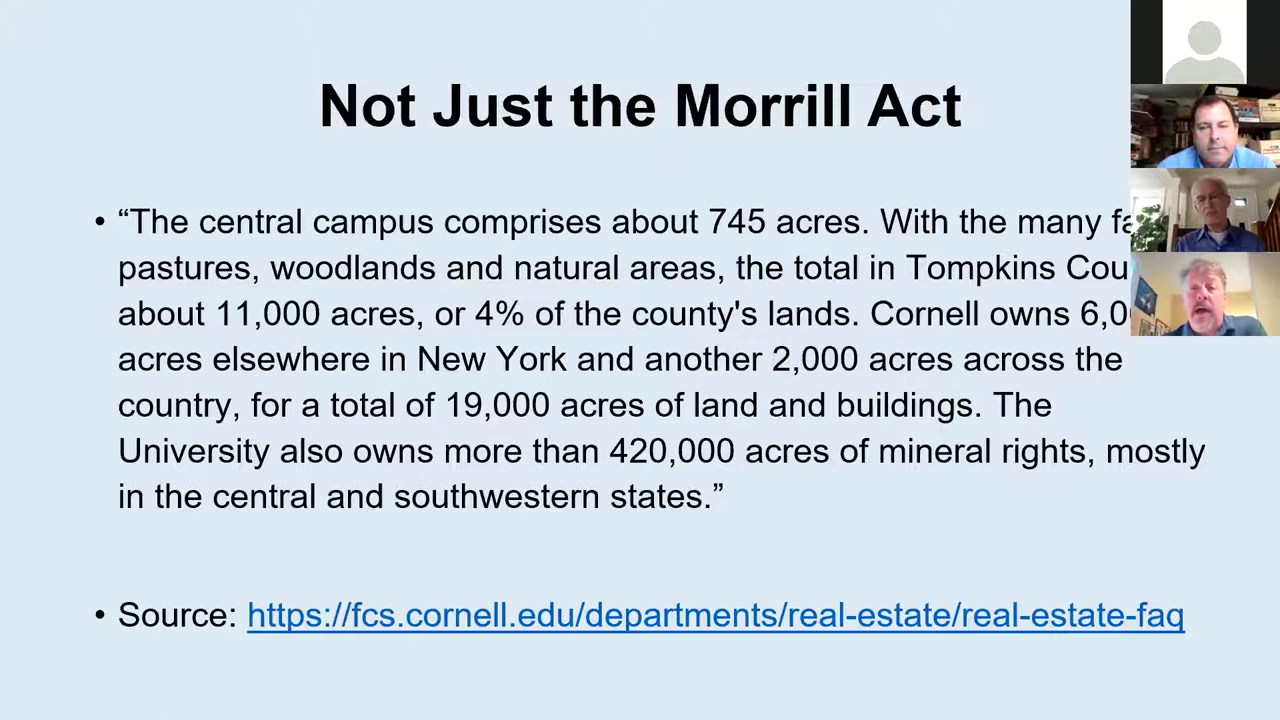 Not Just the Morrill Act
• “The central campus comprises about 745 acres. With the many
pastures, woodlands and natural areas, the total in Tompkins
about 11,000 acres, or 4% of the county's lands. Cornell owns
acres elsewhere in New York and another 2,000 acres across the
country, for a total of 19,000 acres of land and buildings. The
University also owns more than 420,000 acres of mineral rights, mostly
in the central and southwestern states.”
• Source: https://fcs.cornell.edu/departments/real-estate/real-estate-faq